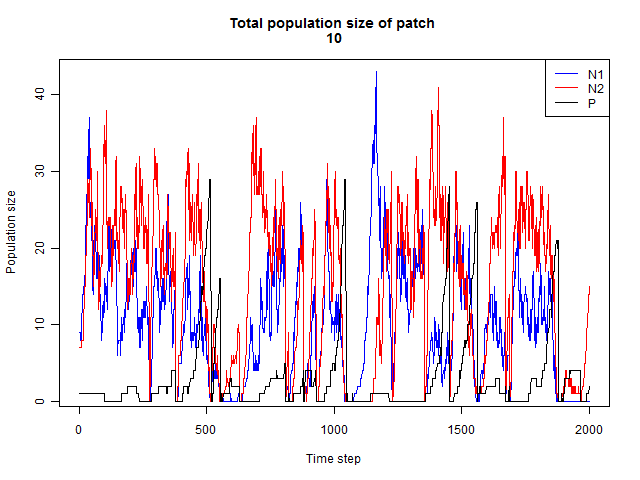 Total population size of patch
10
N1
N2
P
Population size
40
30
20
10
0
0
500
1000
1500
2000
Time step